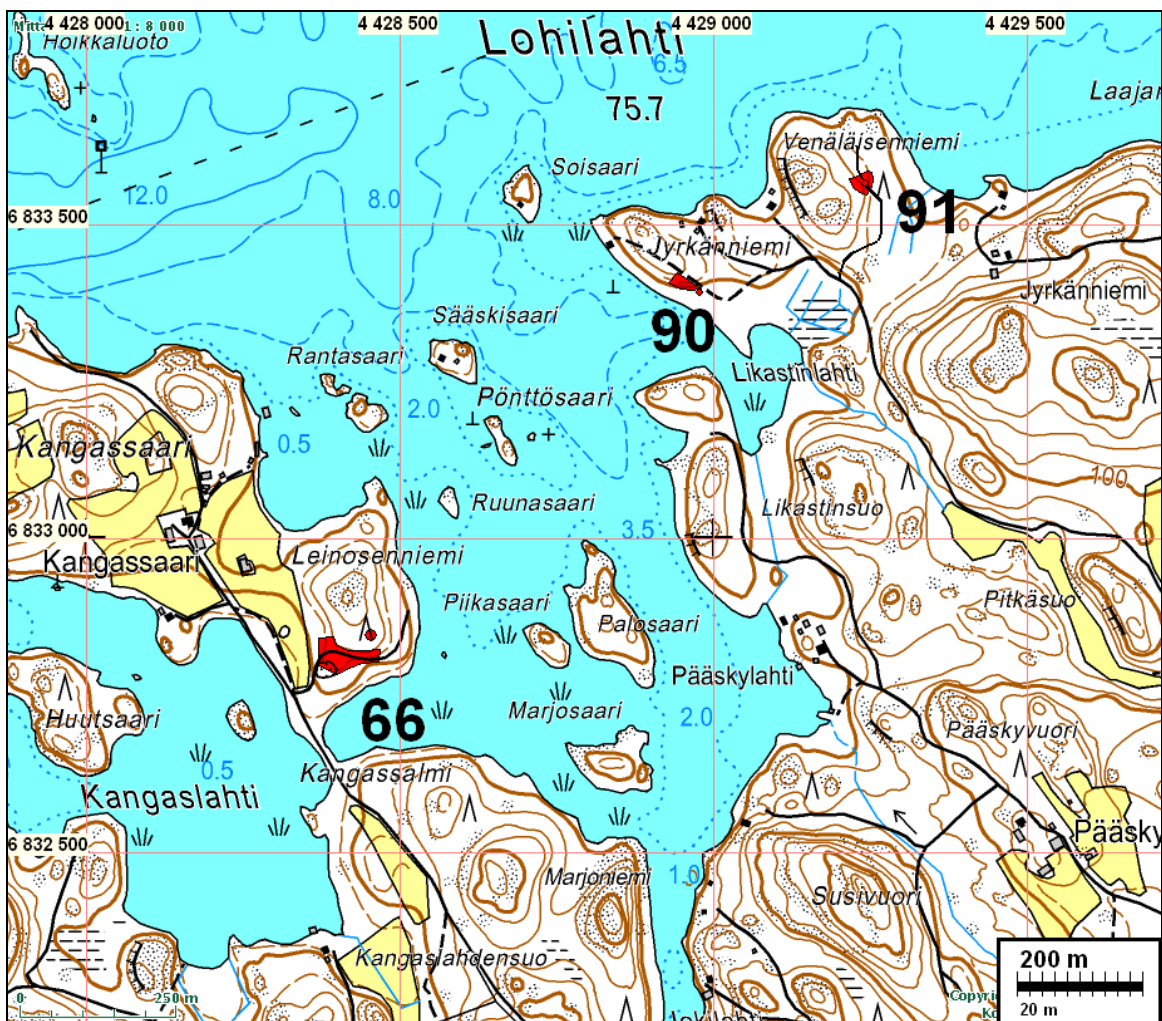 4 428 000
4 428 500
4 429 000
4 429 500
1 : 8 000
Hoikkaluoto
Lohilahti
6.5
75.7
Venäläisenniemi
Soisaari
12.0
8.0
91
6 833 500
Jyrkänniemi
Jyrkänniemi
Sääskisaari
90
Rantasaari
Likastinlahti
Pönttösaari
2.0
0.5
Kangassaari
100
Ruunasaari
Likastinsuo
3.5
6 833 000
Leinosenniemi
Kangassaari
Piikasaari
Pitkäsuo
Palosaari
Pääskylahti
Huutsaari
66
Marjosaari
2.0
Pääskyvuori
0.5
Kangassalmi
Kangaslahti
Pääsky
6 832 500
Marjoniemi
1.0
Susivuori
Kangaslahdensuo
200 m
20 m
0
250 m